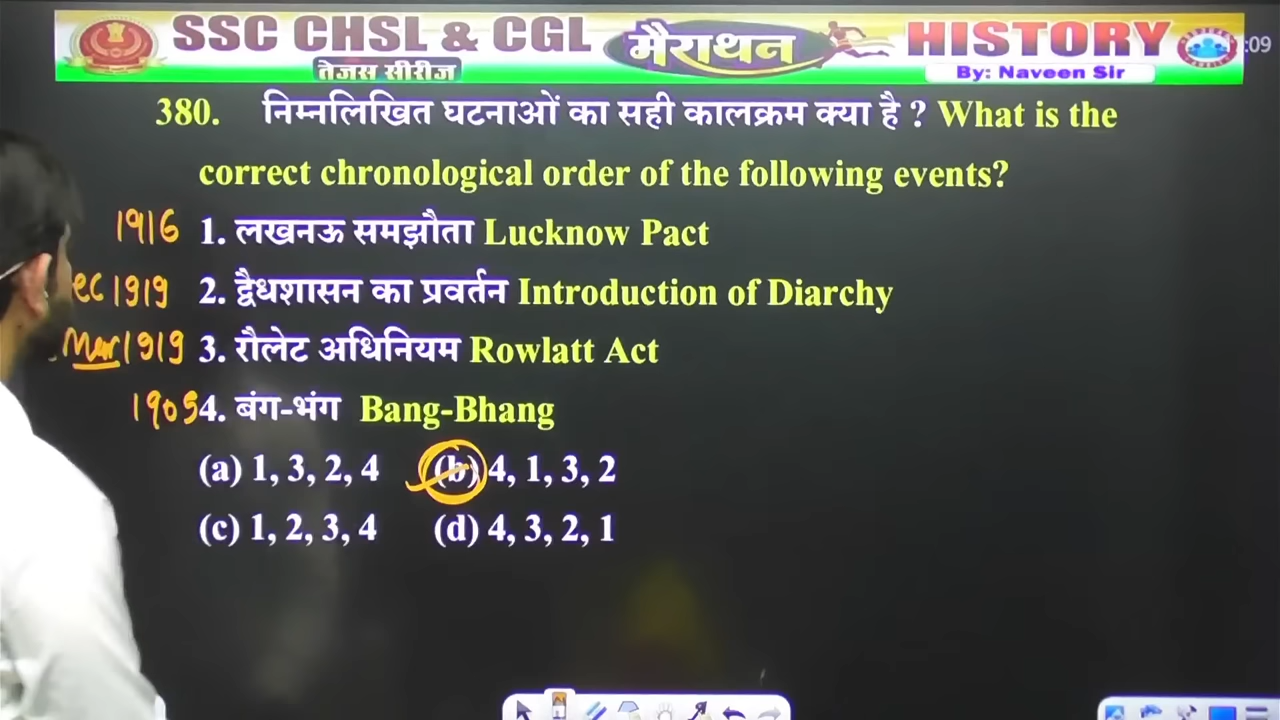 SSC CHSL & CGL मैराथन HISTORY :09
तेजस सीरीज By: Naveen Sir
380. निम्नलिखित घटनाओं का सही कालक्रम क्या है ? What is the
correct chronological order of the following events?
1916 1. लखनऊ समझौता Lucknow Pact
ec 1919 2. द्वैधशासन का प्रवर्तन Introduction of Diarchy
Mar 1919 3. रौलेट अधिनियम Rowlatt Act
1905 4. बंग-भंग Bang-Bhang
(a) 1, 3, 2, 4 (b) 4, 1, 3, 2
(c) 1, 2, 3, 4 (d) 4, 3, 2, 1